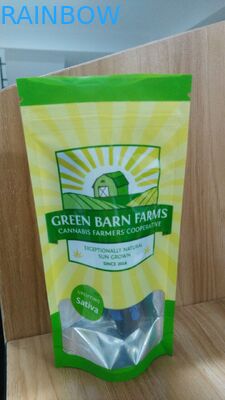 RAINBOW
GREEN BARN FARMS
CANNABIS FARMERS COOPERATIVE
EXCEPTIONALLY NATURAL
SUN GROWN
SINCE 2014
Sativa